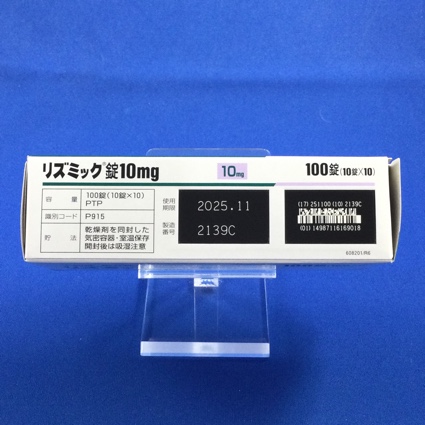 リズミック®錠10mg
10mg
100錠(10錠×10)
容 量 100錠(10錠×10)
PTP
識別コード P915
貯 法 乾燥剤を同封した
気密容器・室温保存
開封後は吸湿注意
使用
期限 2025.11
製造
番号 2139C
(17)251100(10)2139C
(01)14987116169018